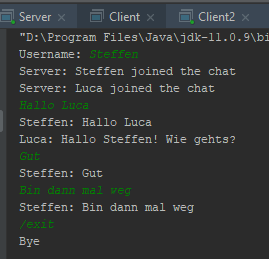 Server Client Client2
"D:\Program Files\Java\jdk-11.0.9\bi
Username: Steffen
Server: Steffen joined the chat
Server: Luca joined the chat
Hallo Luca
Steffen: Hallo Luca
Luca: Hallo Steffen! Wie gehts?
Gut
Steffen: Gut
Bin dann mal weg
Steffen: Bin dann mal weg
/exit
Bye